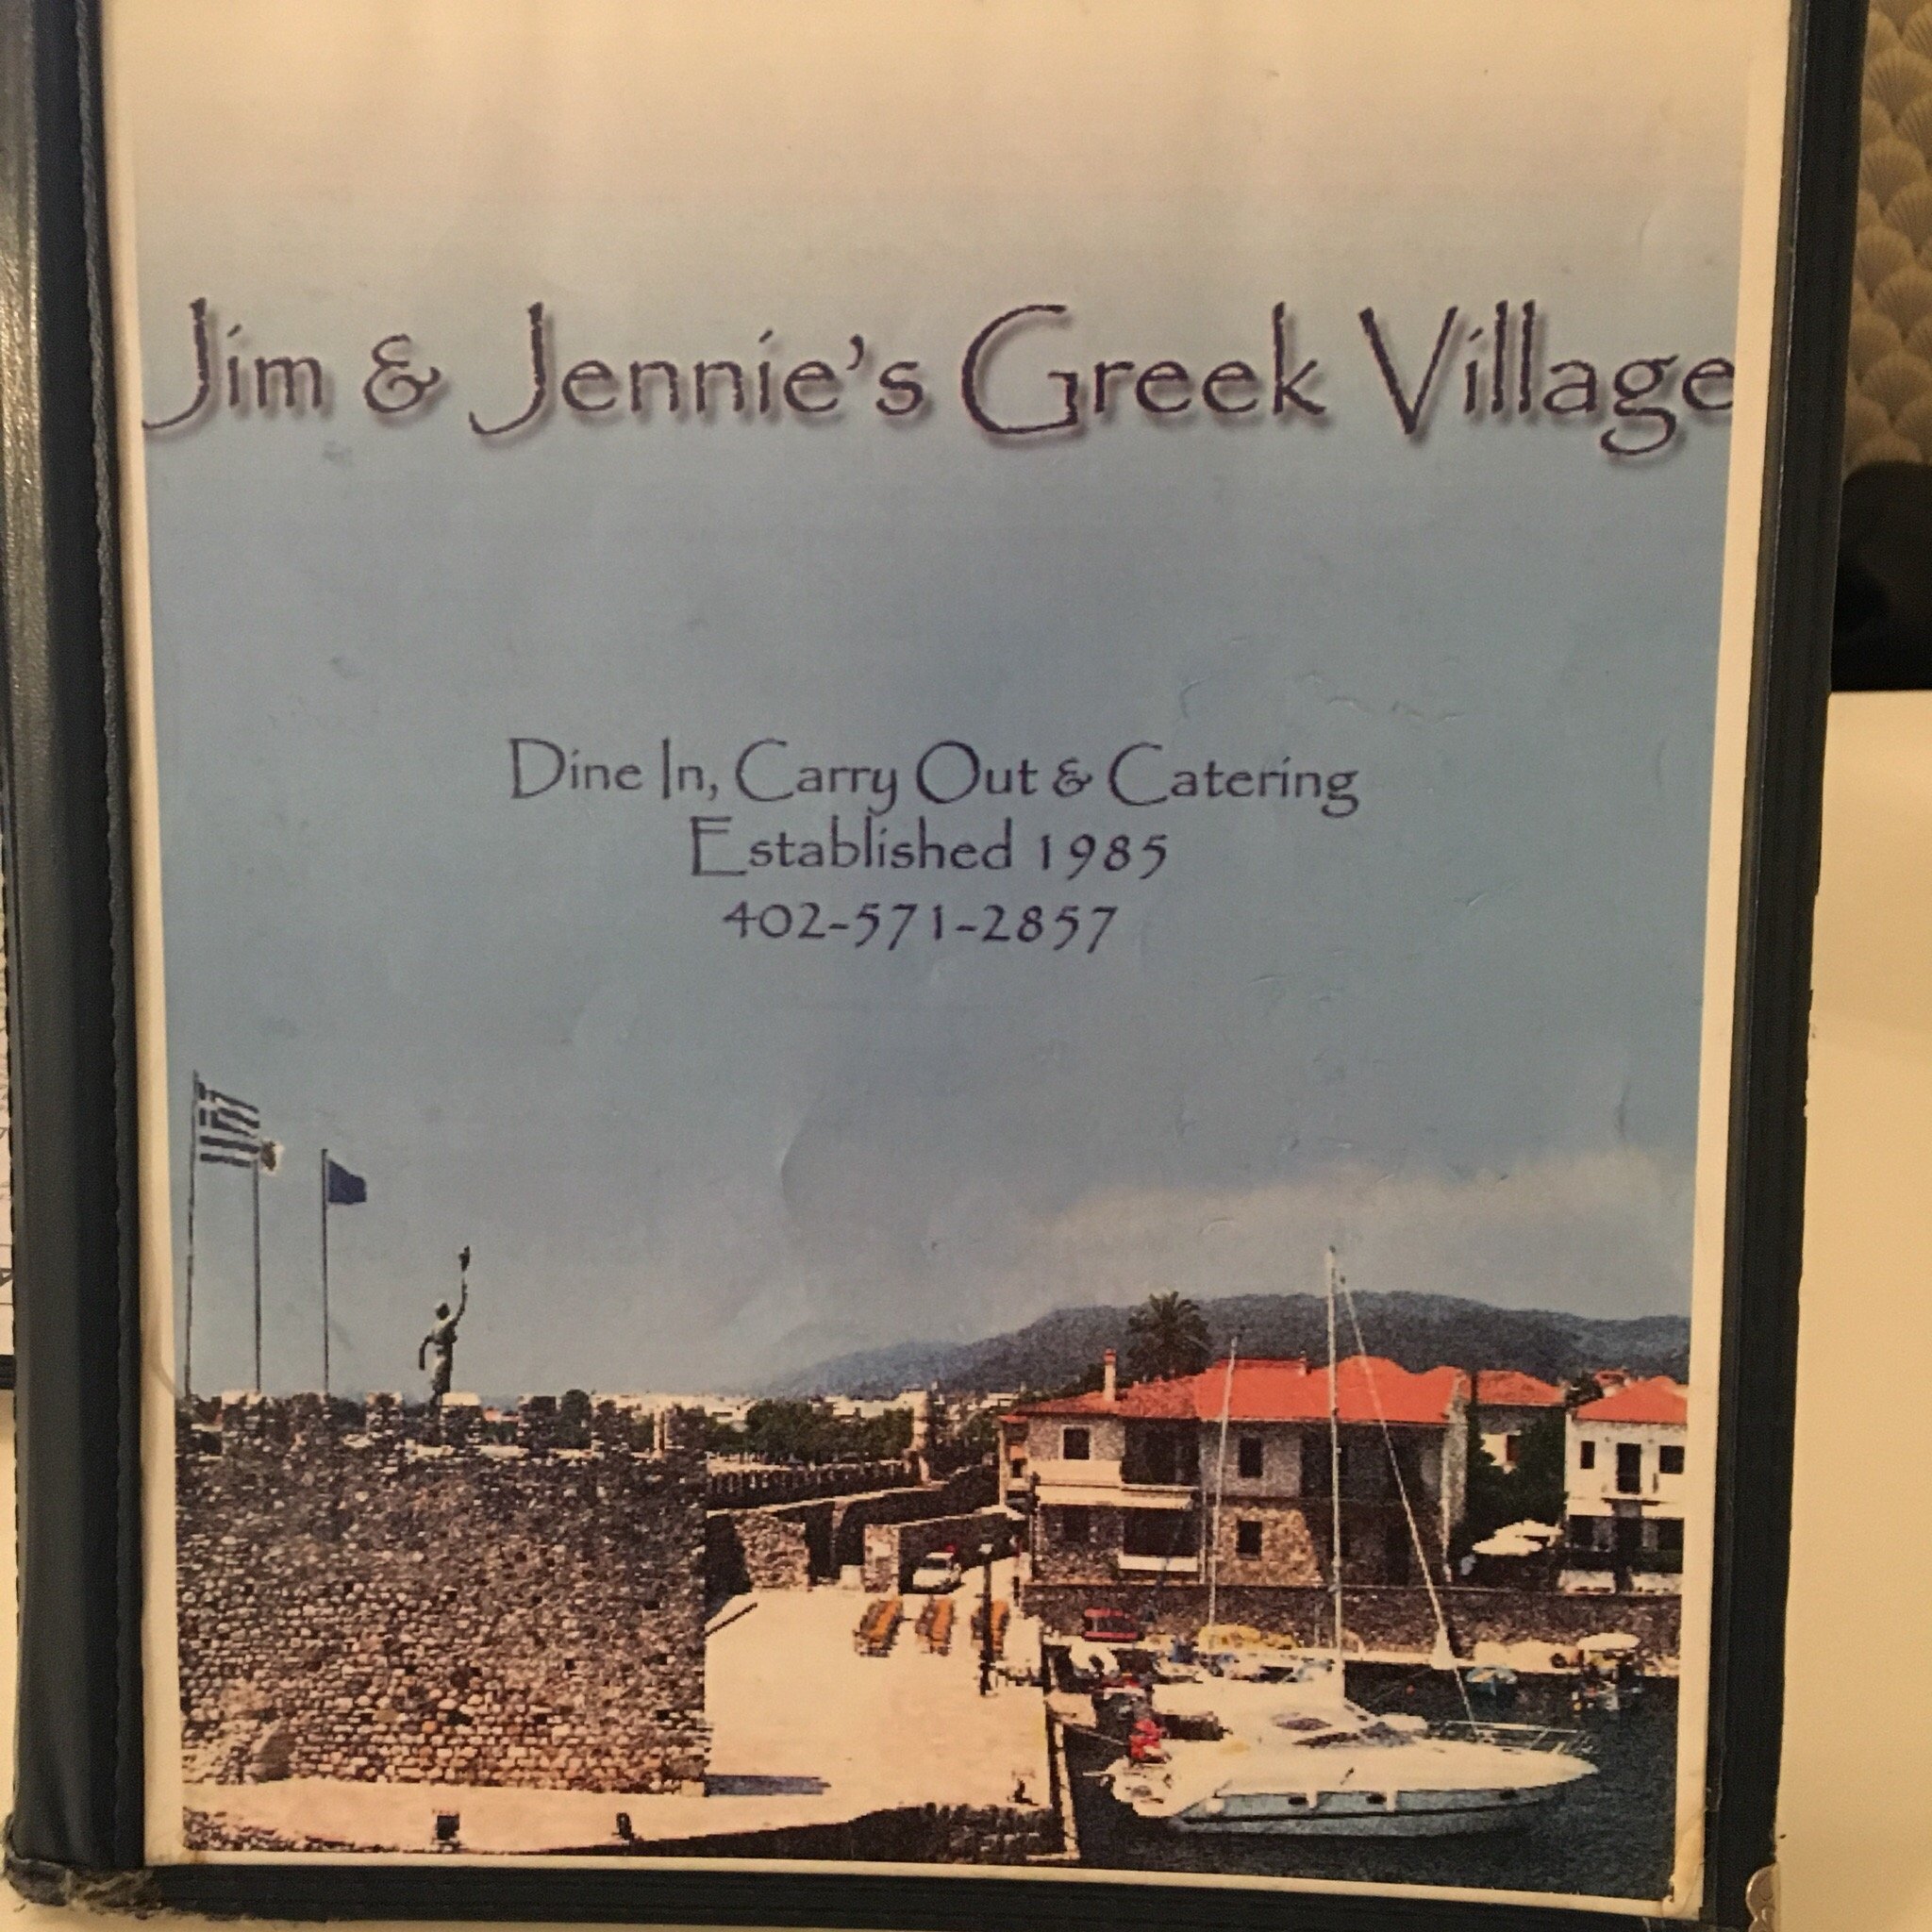 Jim & Jennie's Greek Village
Dine In, Carry Out & Catering
Established 1985
402-571-2857